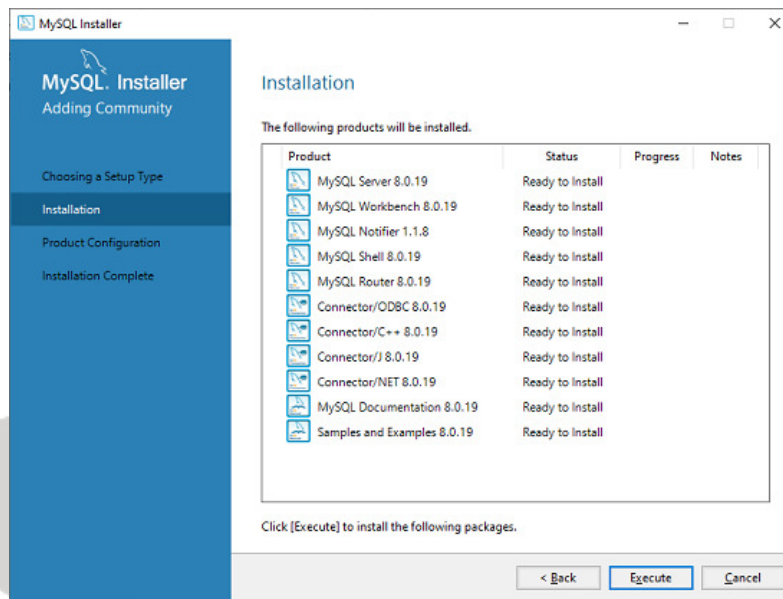 MySQL Installer
MySQL. Installer
Adding Community
Choosing a Setup Type
Installation
Product Configuration
Installation Complete
Installation
The following products will be installed.
Product Status Progress Notes
MySQL Server 8.0.19 Ready to Install
MySQL Workbench 8.0.19 Ready to Install
MySQL Notifier 1.1.8 Ready to Install
MySQL Shell 8.0.19 Ready to Install
MySQL Router 8.0.19 Ready to Install
Connector/ODBC 8.0.19 Ready to Install
Connector/C++ 8.0.19 Ready to Install
Connector/J 8.0.19 Ready to Install
Connector/NET 8.0.19 Ready to Install
MySQL Documentation 8.0.19 Ready to Install
Samples and Examples 8.0.19 Ready to Install
Click [Execute] to install the following packages.
< Back Execute Cancel